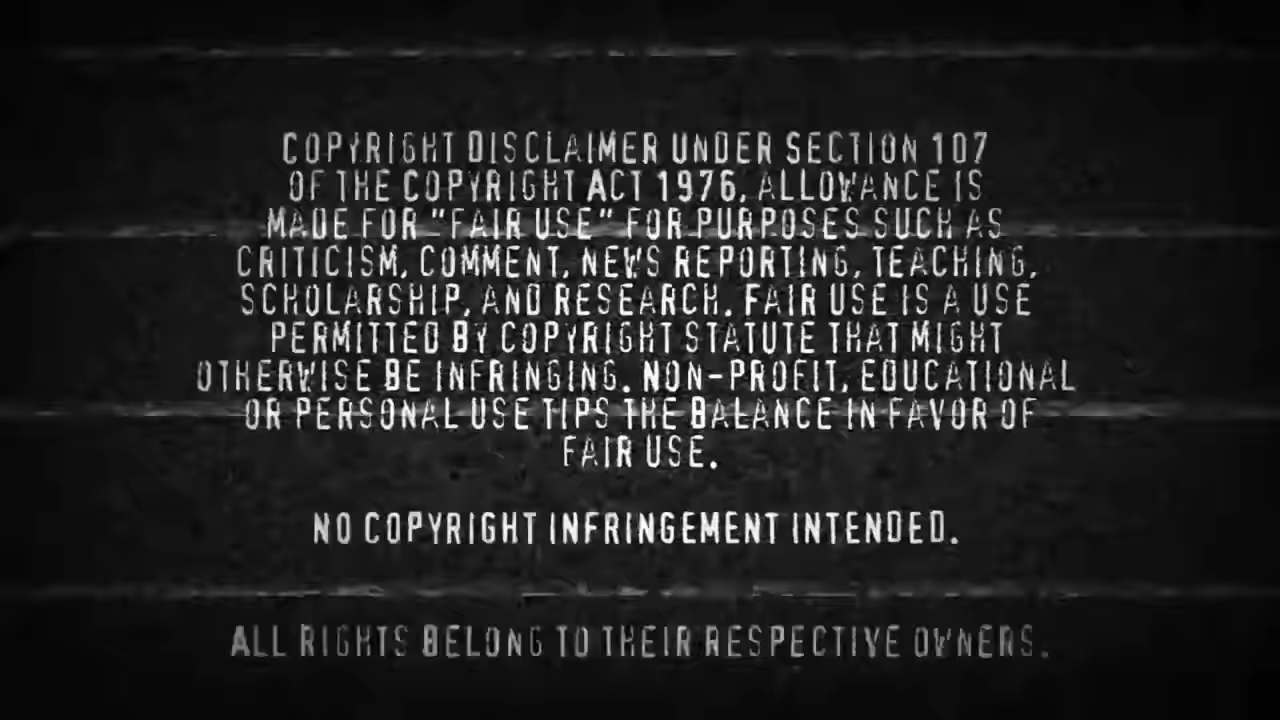 COPYRIGHT DISCLAIMER UNDER SECTION 107
OF THE COPYRIGHT ACT 1976, ALLOWANCE IS
MADE FOR "FAIR USE" FOR PURPOSES SUCH AS
CRITICISM, COMMENT, NEWS REPORTING, TEACHING,
SCHOLARSHIP, AND RESEARCH. FAIR USE IS A USE
PERMITTED BY COPYRIGHT STATUTE THAT MIGHT
OTHERWISE BE INFRINGING. NON-PROFIT, EDUCATIONAL
OR PERSONAL USE TIPS THE BALANCE IN FAVOR OF
FAIR USE.
NO COPYRIGHT INFRINGEMENT INTENDED.
ALL RIGHTS BELONG TO THEIR RESPECTIVE OWNERS.